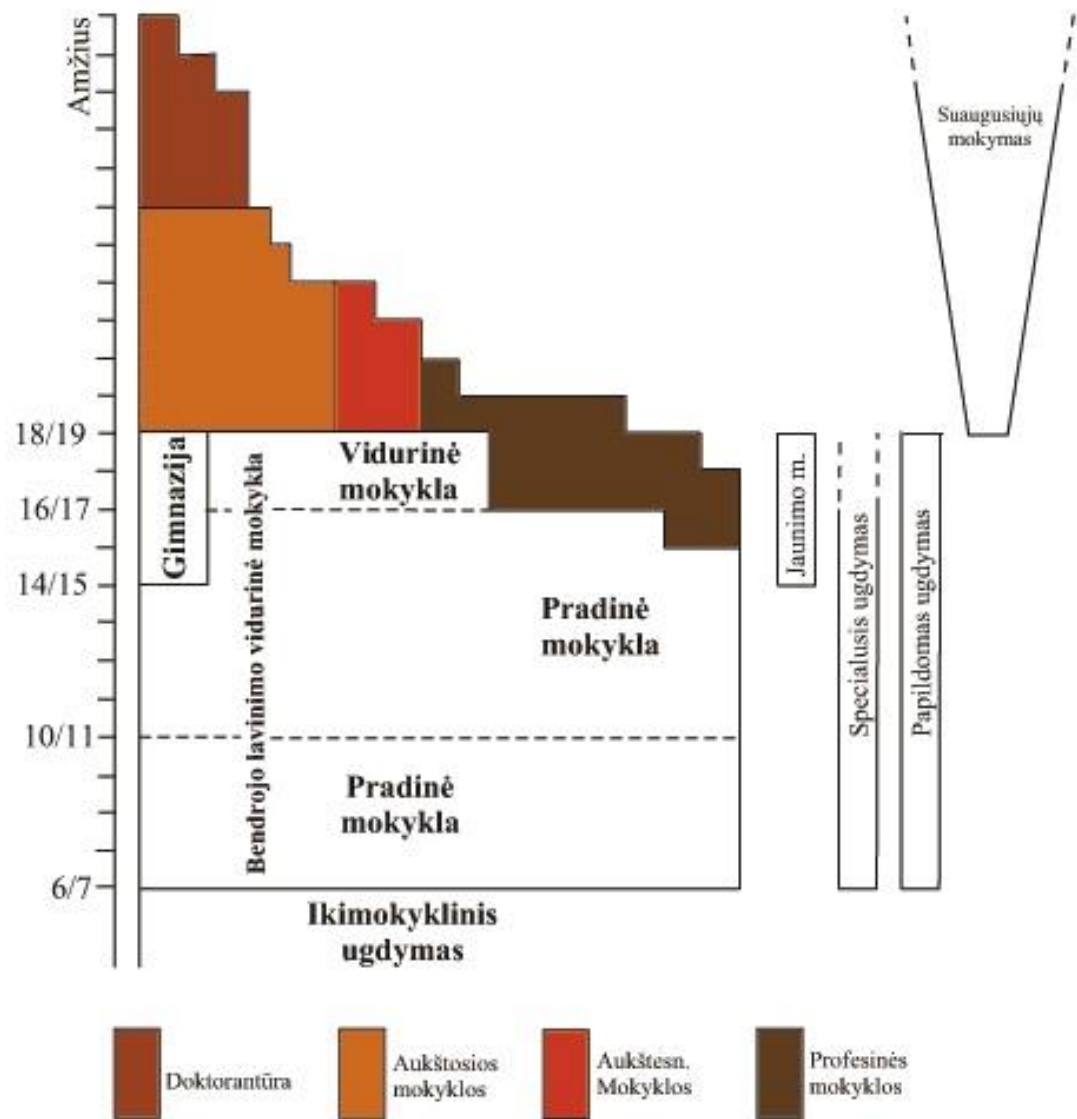 Amžius
Suaugusiųjų
mokymas
18/19
16/17
14/15
10/11
6/7
Gimnazija
Bendrojo lavinimo vidurinė mokykla
Vidurinė
mokykla
Pradinė
mokykla
Pradinė
mokykla
Ikimokyklinis
ugdymas
Jaunimo m.
Specialusis ugdymas
Papildomas ugdymas
Doktorantūra
Aukštosios
mokyklos
Aukštesn.
Mokyklos
Profesinės
mokyklos